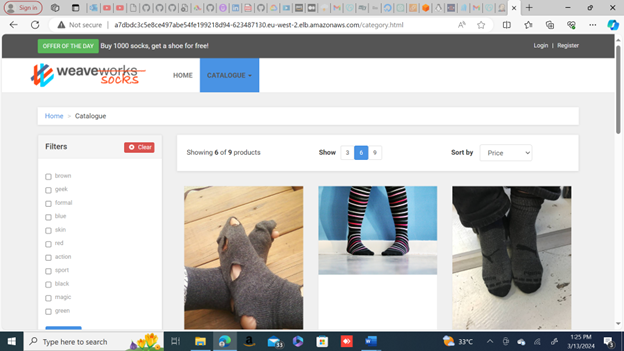 Sign in
Not secure
a7dbdc3c5e8ce497abe54fe199218d94-623487130.eu-west-2.elb.amazonaws.com/category.html
OFFER OF THE DAY Buy 1000 socks, get a shoe for free!
Login | Register
weaveworks
socks
HOME
CATALOGUE
Home > Catalogue
Filters
Clear
Showing 6 of 9 products
Show 3 6 9
Sort by Price
brown
geek
formal
blue
skin
red
action
sport
black
magic
green
Type here to search
33
33°C
1:25 PM
3/13/2024